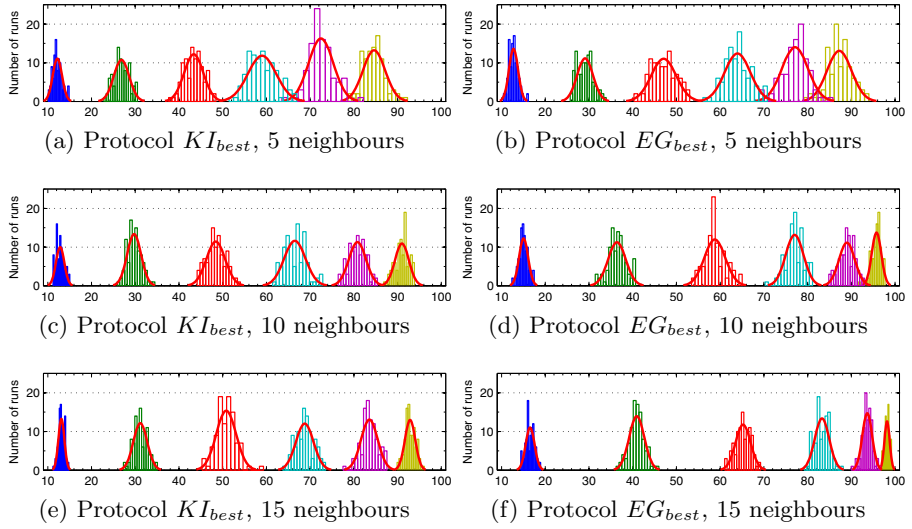 Number of runs
20
10
0
10 20 30 40 50 60 70 80 90 100
Number of runs
20
10
0
10 20 30 40 50 60 70 80 90 100
(a) Protocol KI_best, 5 neighbours
(b) Protocol EG_best, 5 neighbours
Number of runs
20
10
0
10 20 30 40 50 60 70 80 90 100
Number of runs
20
10
0
10 20 30 40 50 60 70 80 90 100
(c) Protocol KI_best, 10 neighbours
(d) Protocol EG_best, 10 neighbours
Number of runs
20
10
0
10 20 30 40 50 60 70 80 90 100
Number of runs
20
10
0
10 20 30 40 50 60 70 80 90 100
(e) Protocol KI_best, 15 neighbours
(f) Protocol EG_best, 15 neighbours